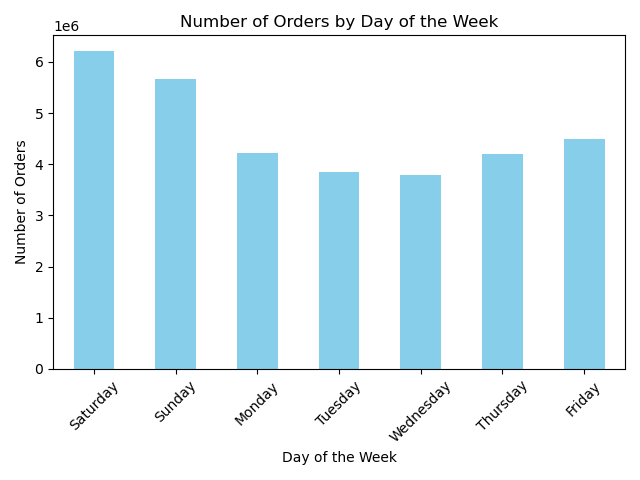 Number of Orders by Day of the Week
1e6
6
5
4
3
2
1
0
Number of Orders
Saturday
Sunday
Monday
Tuesday
Wednesday
Thursday
Friday
Day of the Week